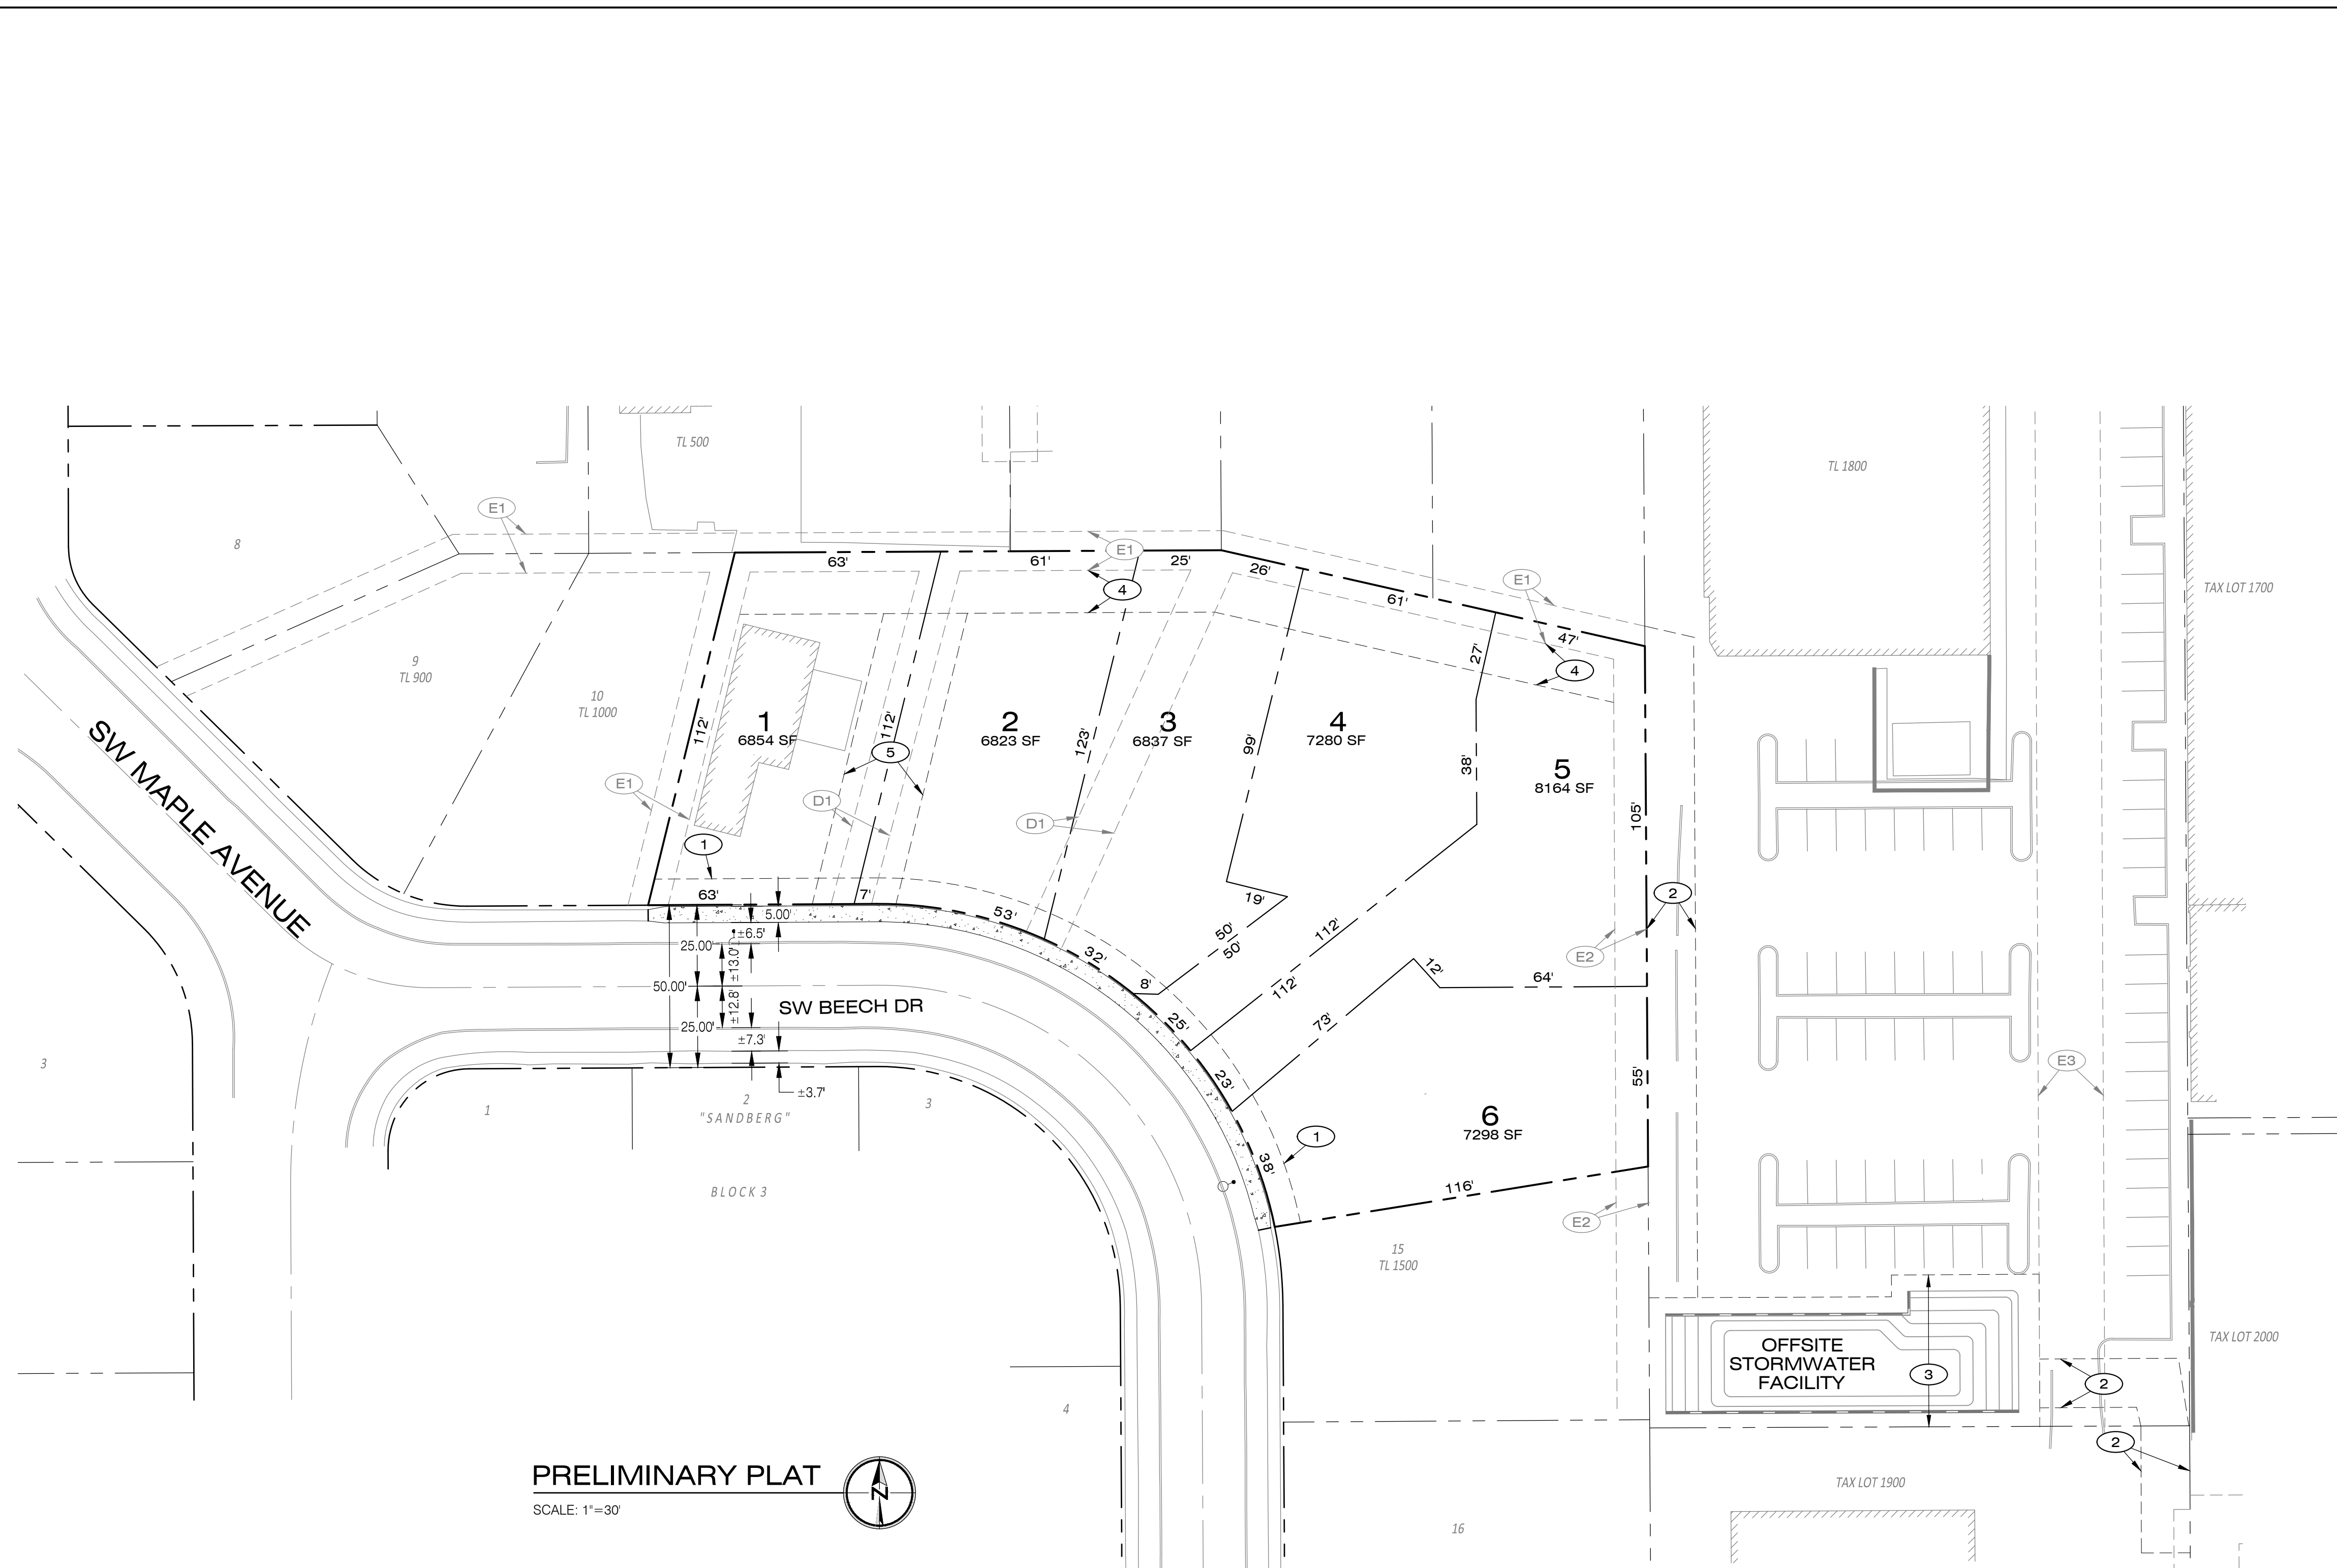 TL 500
TL 1800
E1
8
E1
63'
61'
25'
26'
E1
4
61'
47'
TAX LOT 1700
27'
4
9
TL 900
10
TL 1000
112'
1
6854 SF
112'
5
2
6823 SF
123'
3
6837 SF
99'
4
7280 SF
38'
5
8164 SF
105'
SW MAPLE AVENUE
E1
D1
D1
1
63'
7'
19'
2
5.00'
53'
±6.5'
25.00'
±13.0'
50'
50'
112'
32'
E2
12'
64'
8'
112'
50.00'
±12.8'
SW BEECH DR
25.00'
±7.3'
25'
73'
3
±3.7'
23'
55'
E3
1
2
"SANDBERG"
3
6
7298 SF
1
38'
BLOCK 3
116'
E2
15
TL 1500
OFFSITE
STORMWATER
FACILITY
3
2
TAX LOT 2000
4
2
PRELIMINARY PLAT
N
SCALE: 1"=30'
TAX LOT 1900
16